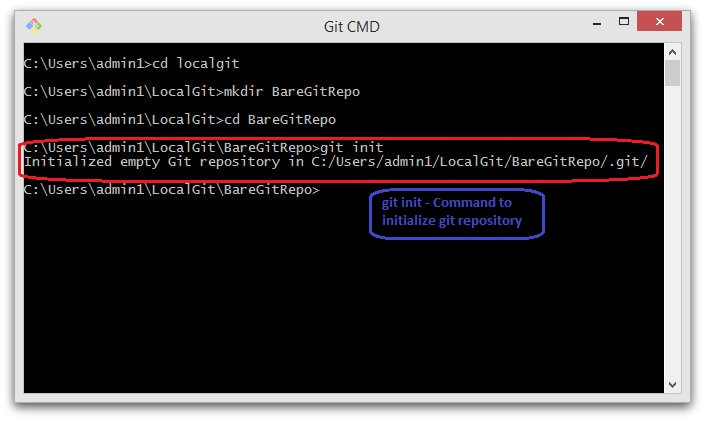 Git CMD
C:\Users\admin1>cd localgit
C:\Users\admin1\LocalGit>mkdir BareGitRepo
C:\Users\admin1\LocalGit>cd BareGitRepo
C:\Users\admin1\LocalGit\BareGitRepo>git init
Initialized empty Git repository in C:/Users/admin1/LocalGit/BareGitRepo/.git/
C:\Users\admin1\LocalGit\BareGitRepo>
git init - Command to
initialize git repository